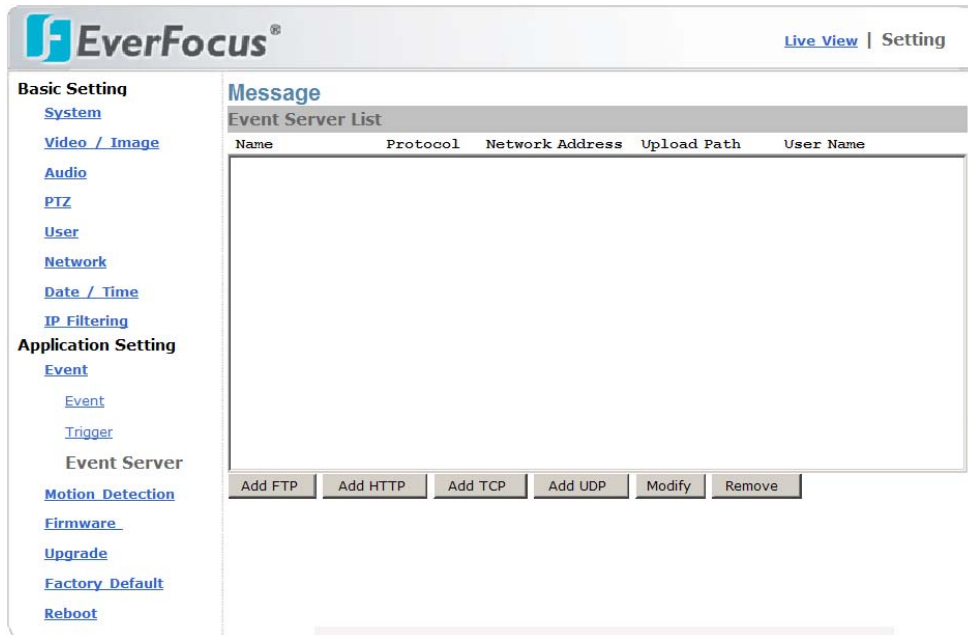 EverFocus®
Live View | Setting
Basic Setting
System
Video / Image
Audio
PTZ
User
Network
Date / Time
IP Filtering
Application Setting
Event
Event
Trigger
Event Server
Motion Detection
Firmware
Upgrade
Factory Default
Reboot
Message
Event Server List
Name Protocol Network Address Upload Path User Name
Add FTP Add HTTP Add TCP Add UDP Modify Remove